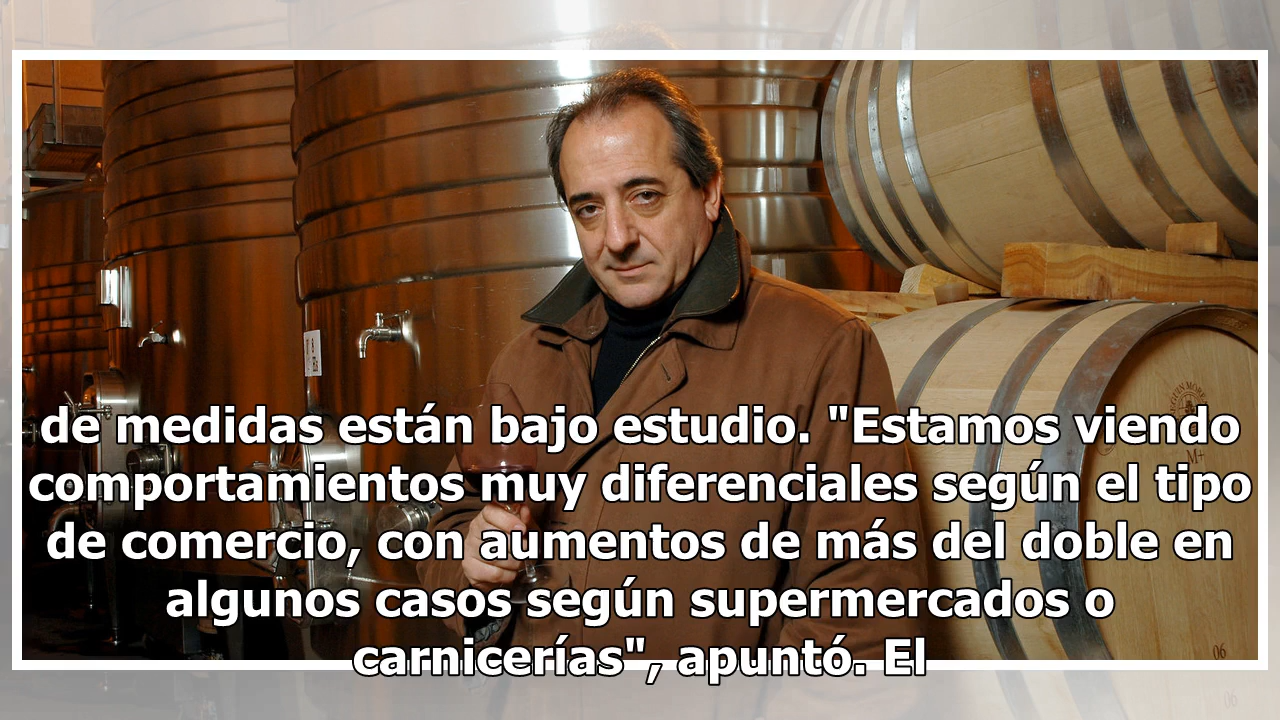 de medidas están bajo estudio. "Estamos viendo
comportamientos muy diferenciales según el tipo
de comercio, con aumentos de más del doble en
algunos casos según supermercados o
carnicerías", apuntó. El
M+
06